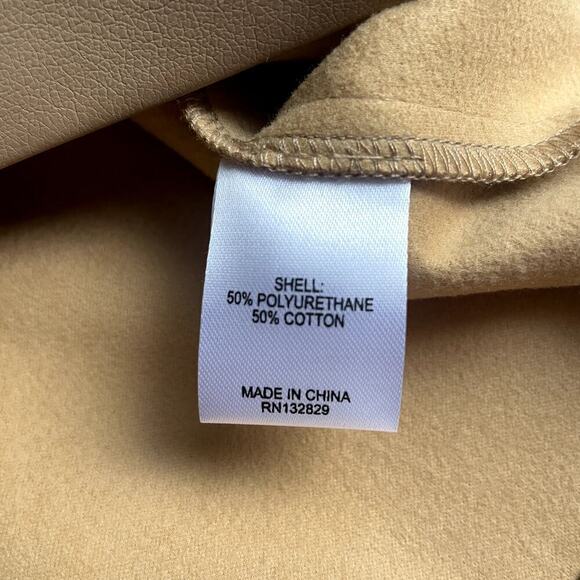 SHELL:
50% POLYURETHANE
50% COTTON
MADE IN CHINA
RN132829